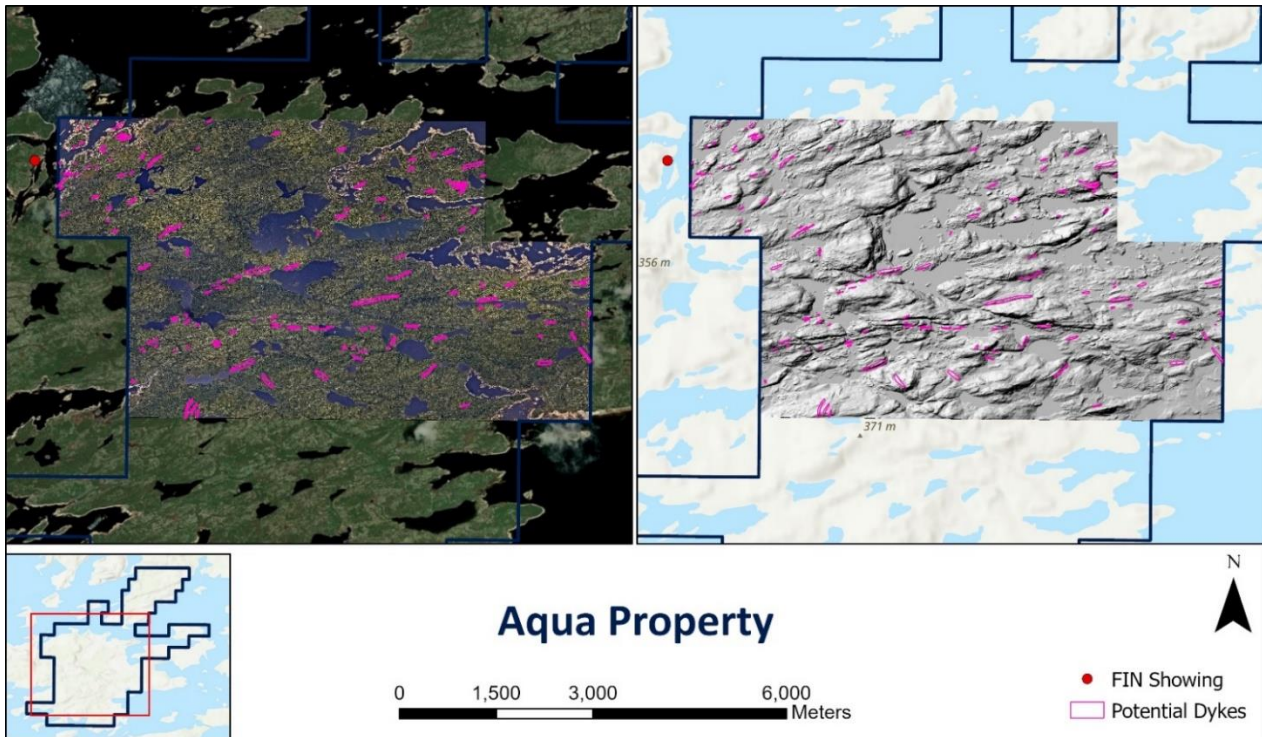 356 m
371 m
Aqua Property
N
0 1,500 3,000 6,000
Meters
FIN Showing
Potential Dykes